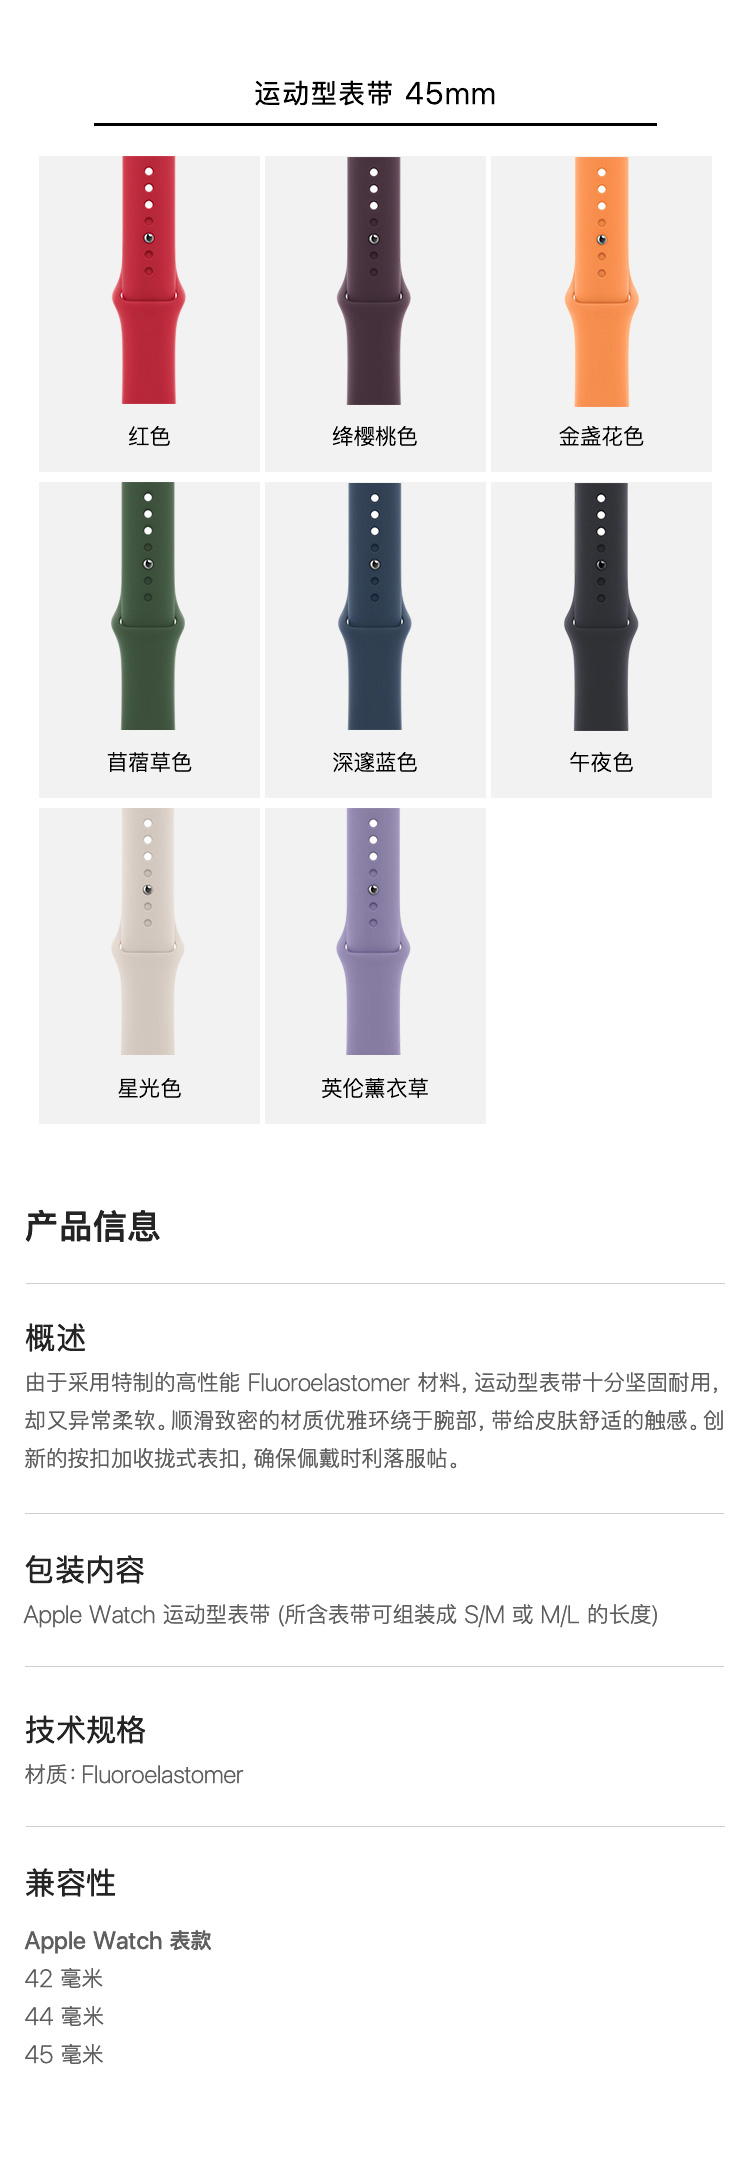 运动型表带 45mm
红色
绛樱桃色
金盏花色
苜蓿草色
深邃蓝色
午夜色
星光色
英伦薰衣草
产品信息
概述
由于采用特制的高性能 Fluoroelastomer 材料，运动型表带十分坚固耐用，
却又异常柔软。顺滑致密的材质优雅环绕于腕部，带给皮肤舒适的触感。创
新的按扣加收拢式表扣，确保佩戴时利落服帖。
包装内容
Apple Watch 运动型表带 (所含表带可组装成 S/M 或 M/L 的长度)
技术规格
材质：Fluoroelastomer
兼容性
Apple Watch 表款
42 毫米
44 毫米
45 毫米